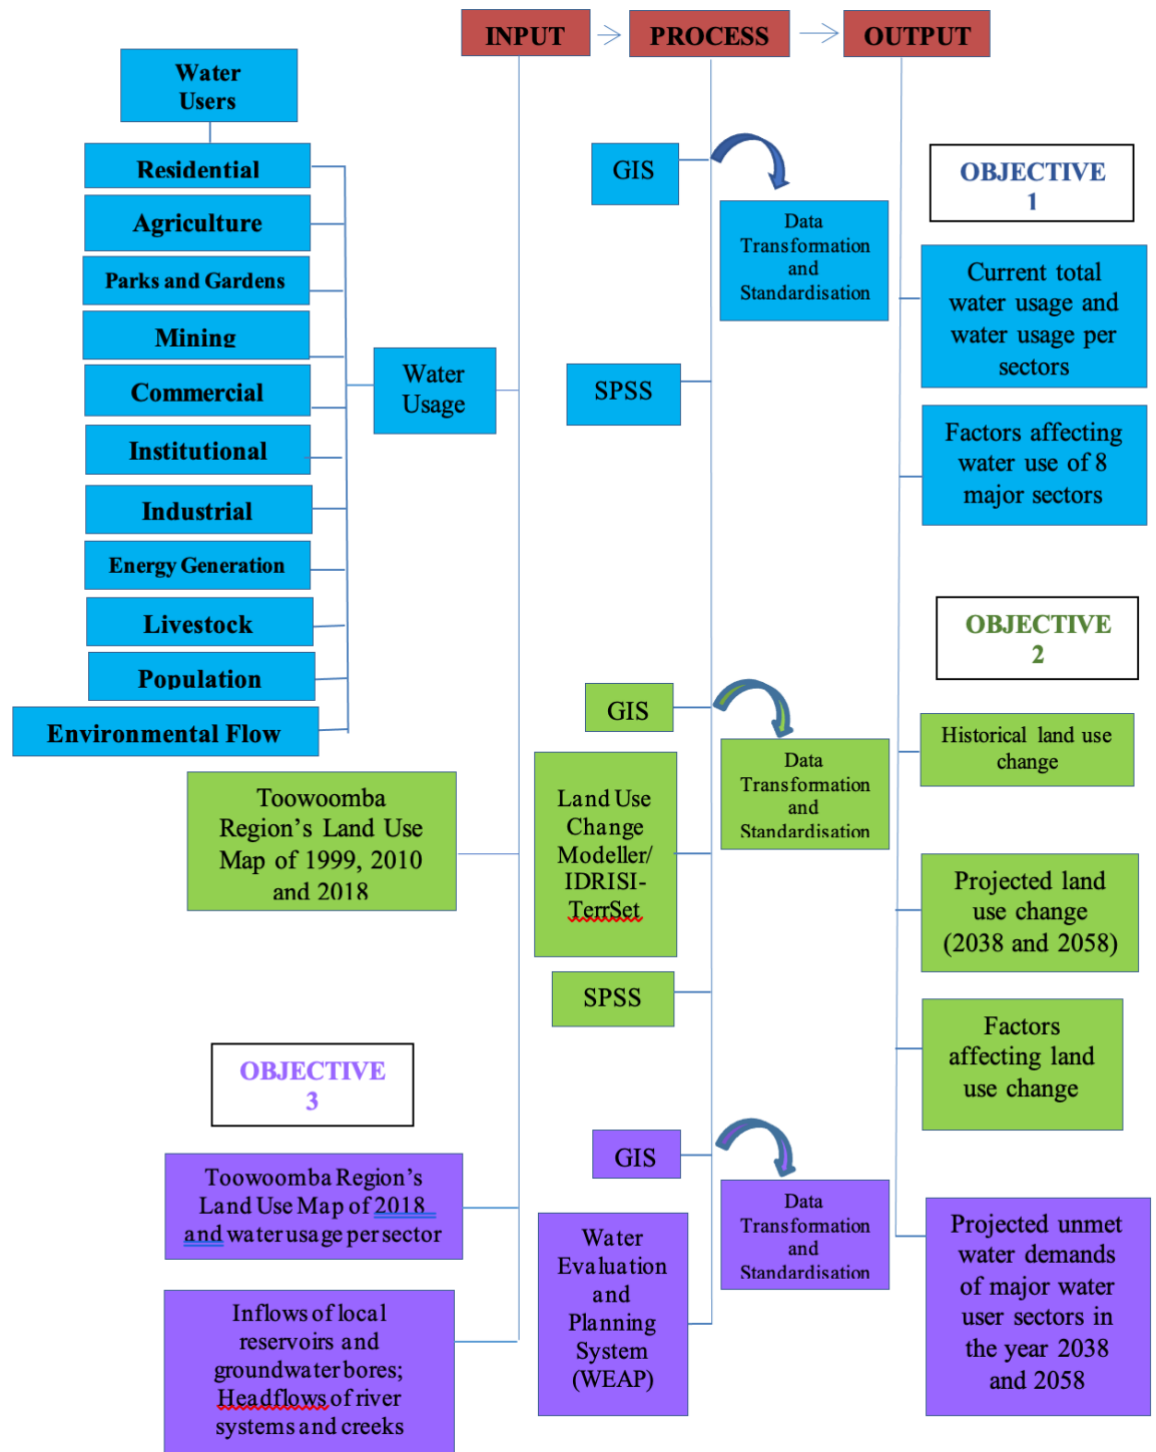 INPUT
PROCESS
OUTPUT
Water
Users
Residential
Agriculture
Parks and Gardens
Mining
Commercial
Institutional
Industrial
Energy Generation
Livestock
Population
Environmental Flow
Water
Usage
GIS
Data
Transformation
and
Standardisation
SPSS
OBJECTIVE
1
Current total
water usage and
water usage per
sectors
Factors affecting
water use of 8
major sectors
OBJECTIVE
2
Toowoomba
Region’s Land Use
Map of 1999, 2010
and 2018
GIS
Data
Transformation
and
Standardisation
Land Use
Change
Modeller/
IDRISI-
TerrSet
SPSS
Historical land use
change
Projected land
use change
(2038 and 2058)
Factors
affecting land
use change
OBJECTIVE
3
Toowoomba Region’s
Land Use Map of 2018
and water usage per sector
Inflows of local
reservoirs and
groundwater bores;
Headflows of river
systems and creeks
GIS
Data
Transformation
and
Standardisation
Water
Evaluation
and
Planning
System
(WEAP)
Projected unmet
water demands
of major water
user sectors in
the year 2038
and 2058